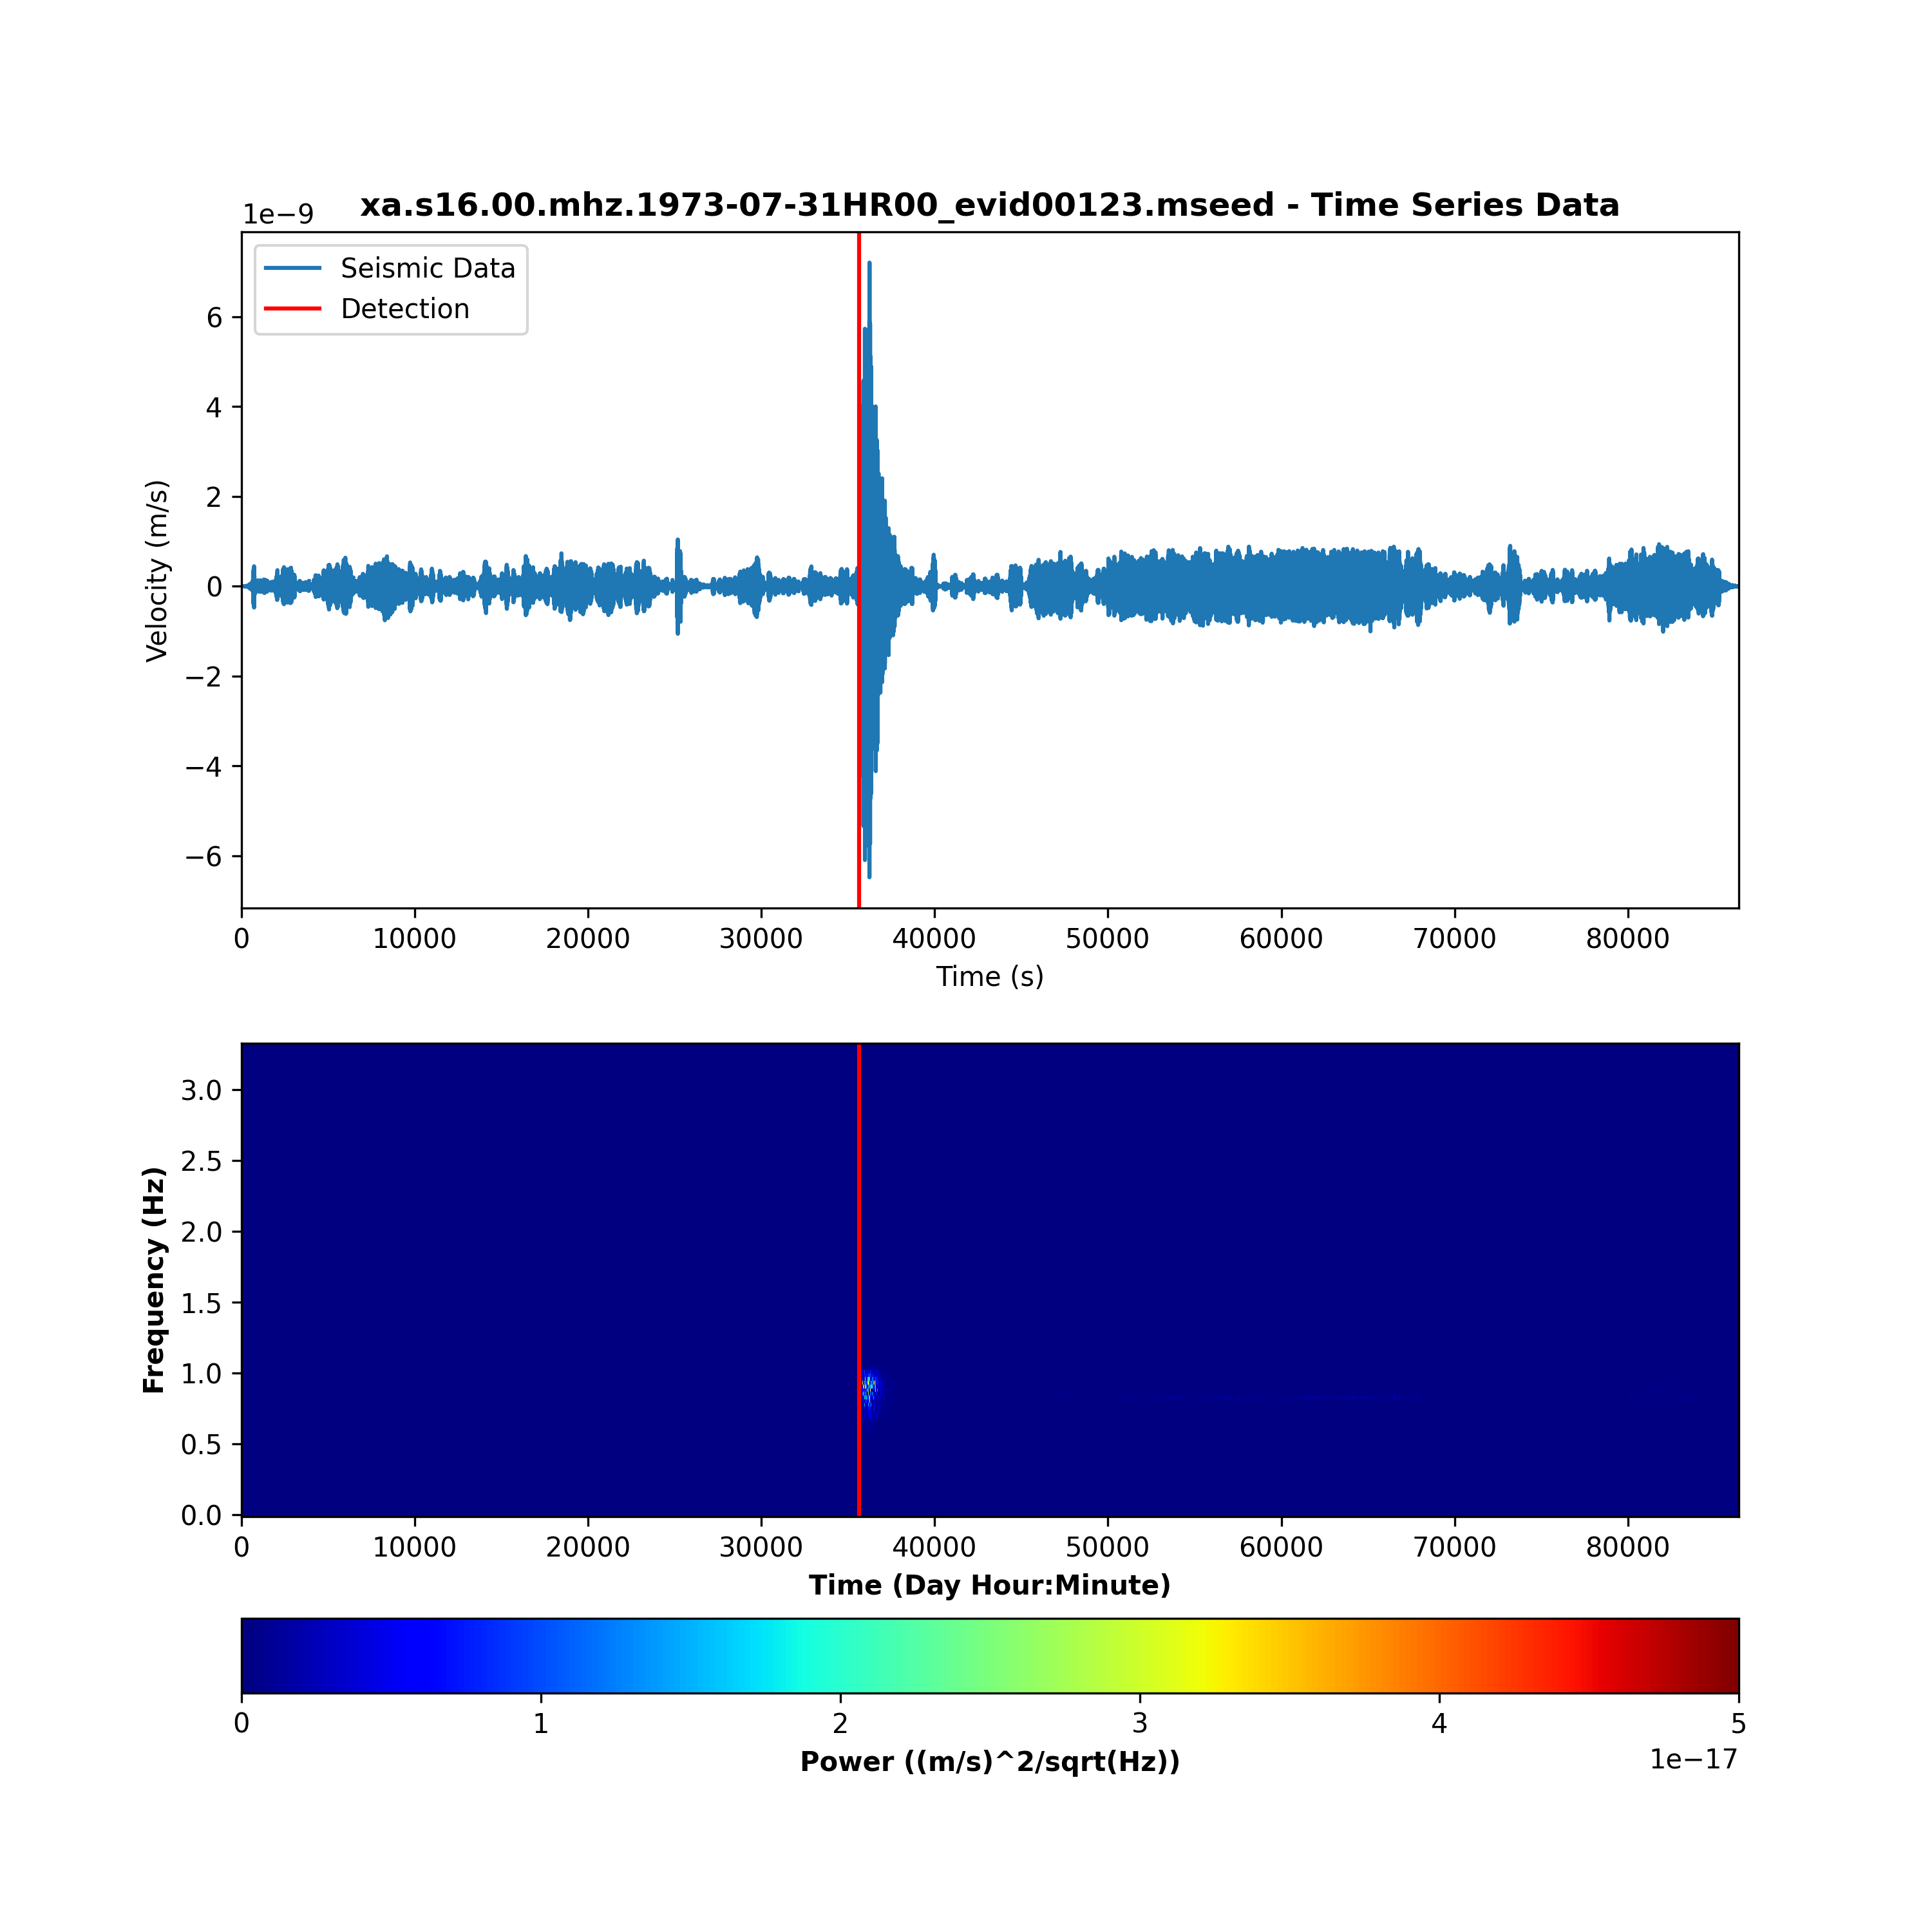 xa.s16.00.mhz.1973-07-31HR00_evid00123.mseed - Time Series Data
1e−9
Seismic Data
Detection
6
4
2
0
−2
−4
−6
Velocity (m/s)
0 10000 20000 30000 40000 50000 60000 70000 80000
Time (s)
3.0
2.5
2.0
1.5
1.0
0.5
0.0
Frequency (Hz)
0 10000 20000 30000 40000 50000 60000 70000 80000
Time (Day Hour:Minute)
0 1 2 3 4 5
Power ((m/s)^2/sqrt(Hz))
1e−17